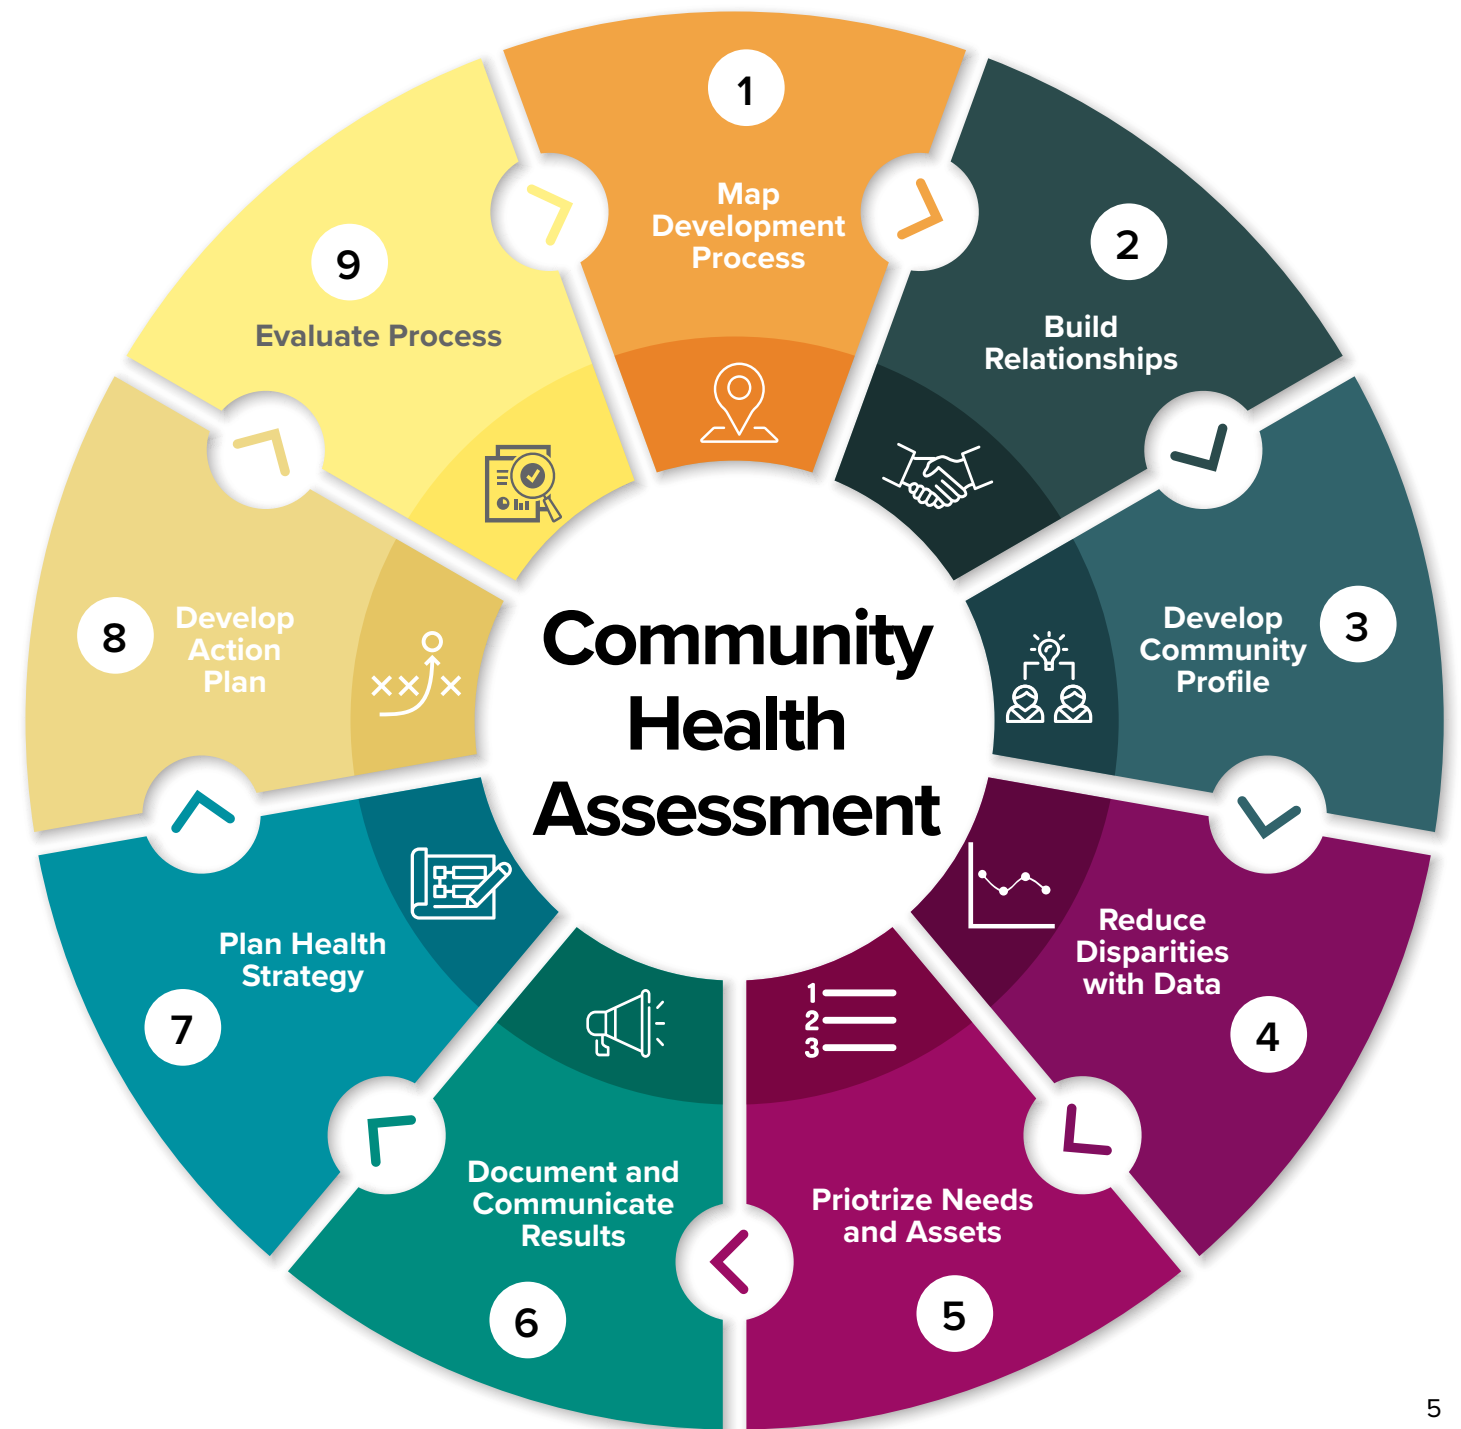 1
Map
Development
Process
2
Build
Relationships
3
Develop
Community
Profile
4
Reduce
Disparities
with Data
5
Priotrize Needs
and Assets
1
2
3
6
Document and
Communicate
Results
7
Plan Health
Strategy
8
Develop
Action
Plan
9
Evaluate Process
Community
Health
Assessment
5